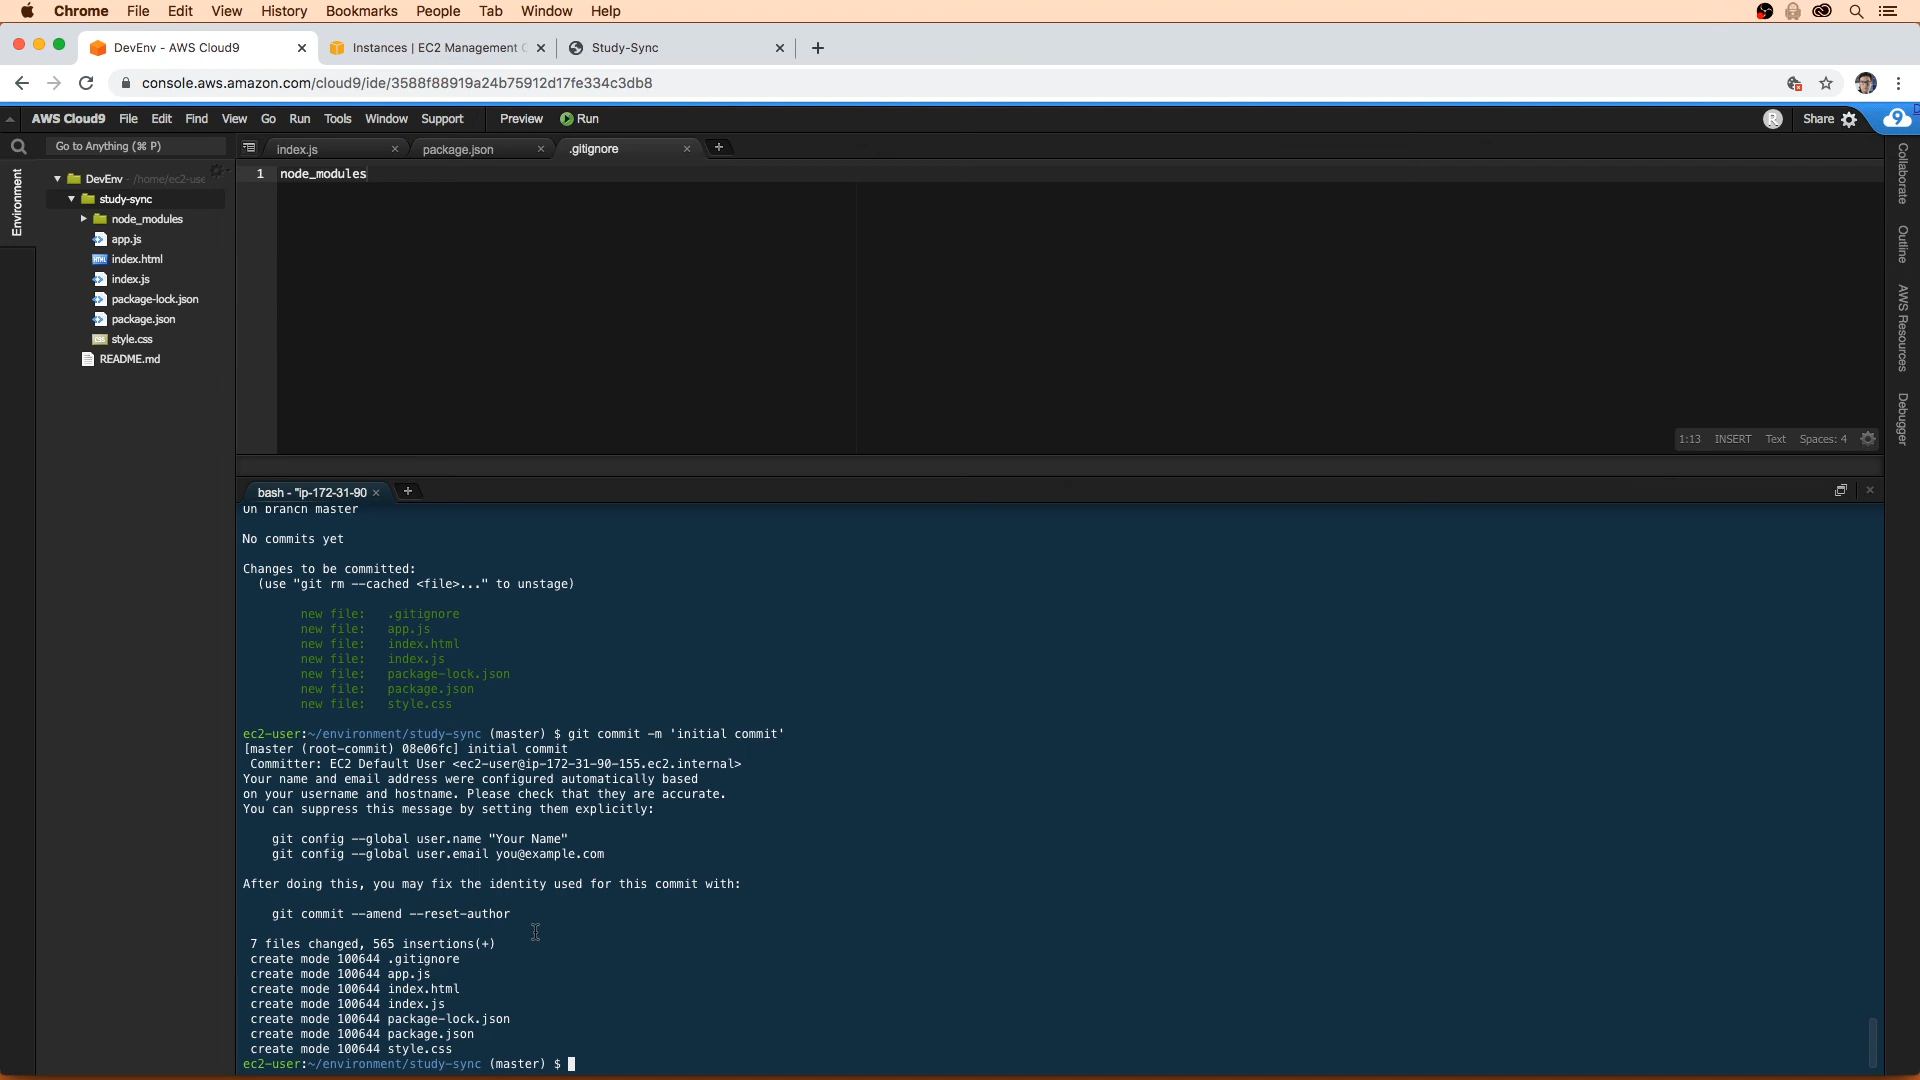 Chrome File Edit View History Bookmarks People Tab Window Help
DevEnv - AWS Cloud9
Instances | EC2 Management C
Study-Sync
console.aws.amazon.com/cloud9/ide/3588f88919a24b75912d17fe334c3db8
AWS Cloud9 File Edit Find View Go Run Tools Window Support Preview Run
R Share 9
Go to Anything (⌘ P)
index.js
package.json
.gitignore
Environment
DevEnv - /home/ec2-use
study-sync
node_modules
app.js
index.html
index.js
package-lock.json
package.json
style.css
README.md
1 node_modules
1:13 INSERT Text Spaces: 4
Collaborate
Outline
AWS Resources
Debugger
bash - "ip-172-31-90
On branch master
No commits yet
Changes to be committed:
(use "git rm --cached <file>..." to unstage)
new file: .gitignore
new file: app.js
new file: index.html
new file: index.js
new file: package-lock.json
new file: package.json
new file: style.css
ec2-user:~/environment/study-sync (master) $ git commit -m 'initial commit'
[master (root-commit) 08e06fc] initial commit
Committer: EC2 Default User <ec2-user@ip-172-31-90-155.ec2.internal>
Your name and email address were configured automatically based
on your username and hostname. Please check that they are accurate.
You can suppress this message by setting them explicitly:
git config --global user.name "Your Name"
git config --global user.email you@example.com
After doing this, you may fix the identity used for this commit with:
git commit --amend --reset-author
7 files changed, 565 insertions(+)
create mode 100644 .gitignore
create mode 100644 app.js
create mode 100644 index.html
create mode 100644 index.js
create mode 100644 package-lock.json
create mode 100644 package.json
create mode 100644 style.css
ec2-user:~/environment/study-sync (master) $